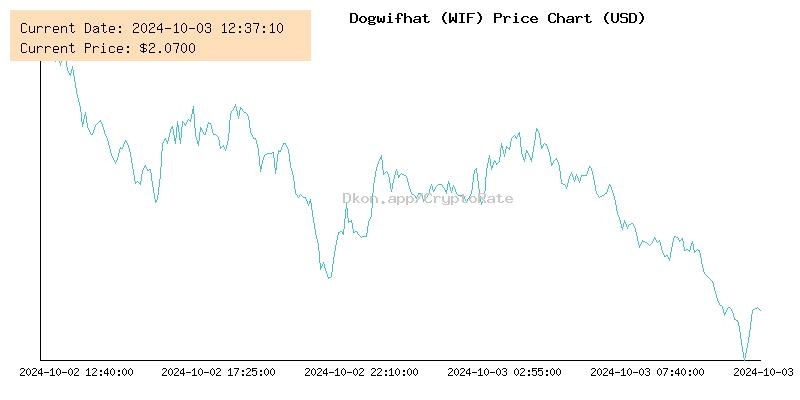 Dogwifhat (WIF) Price Chart (USD)
Current Date: 2024-10-03 12:37:10
Current Price: $2.0700
Dkon.app/CryptoRate
2024-10-02 12:40:00
2024-10-02 17:25:00
2024-10-02 22:10:00
2024-10-03 02:55:00
2024-10-03 07:40:00
2024-10-03